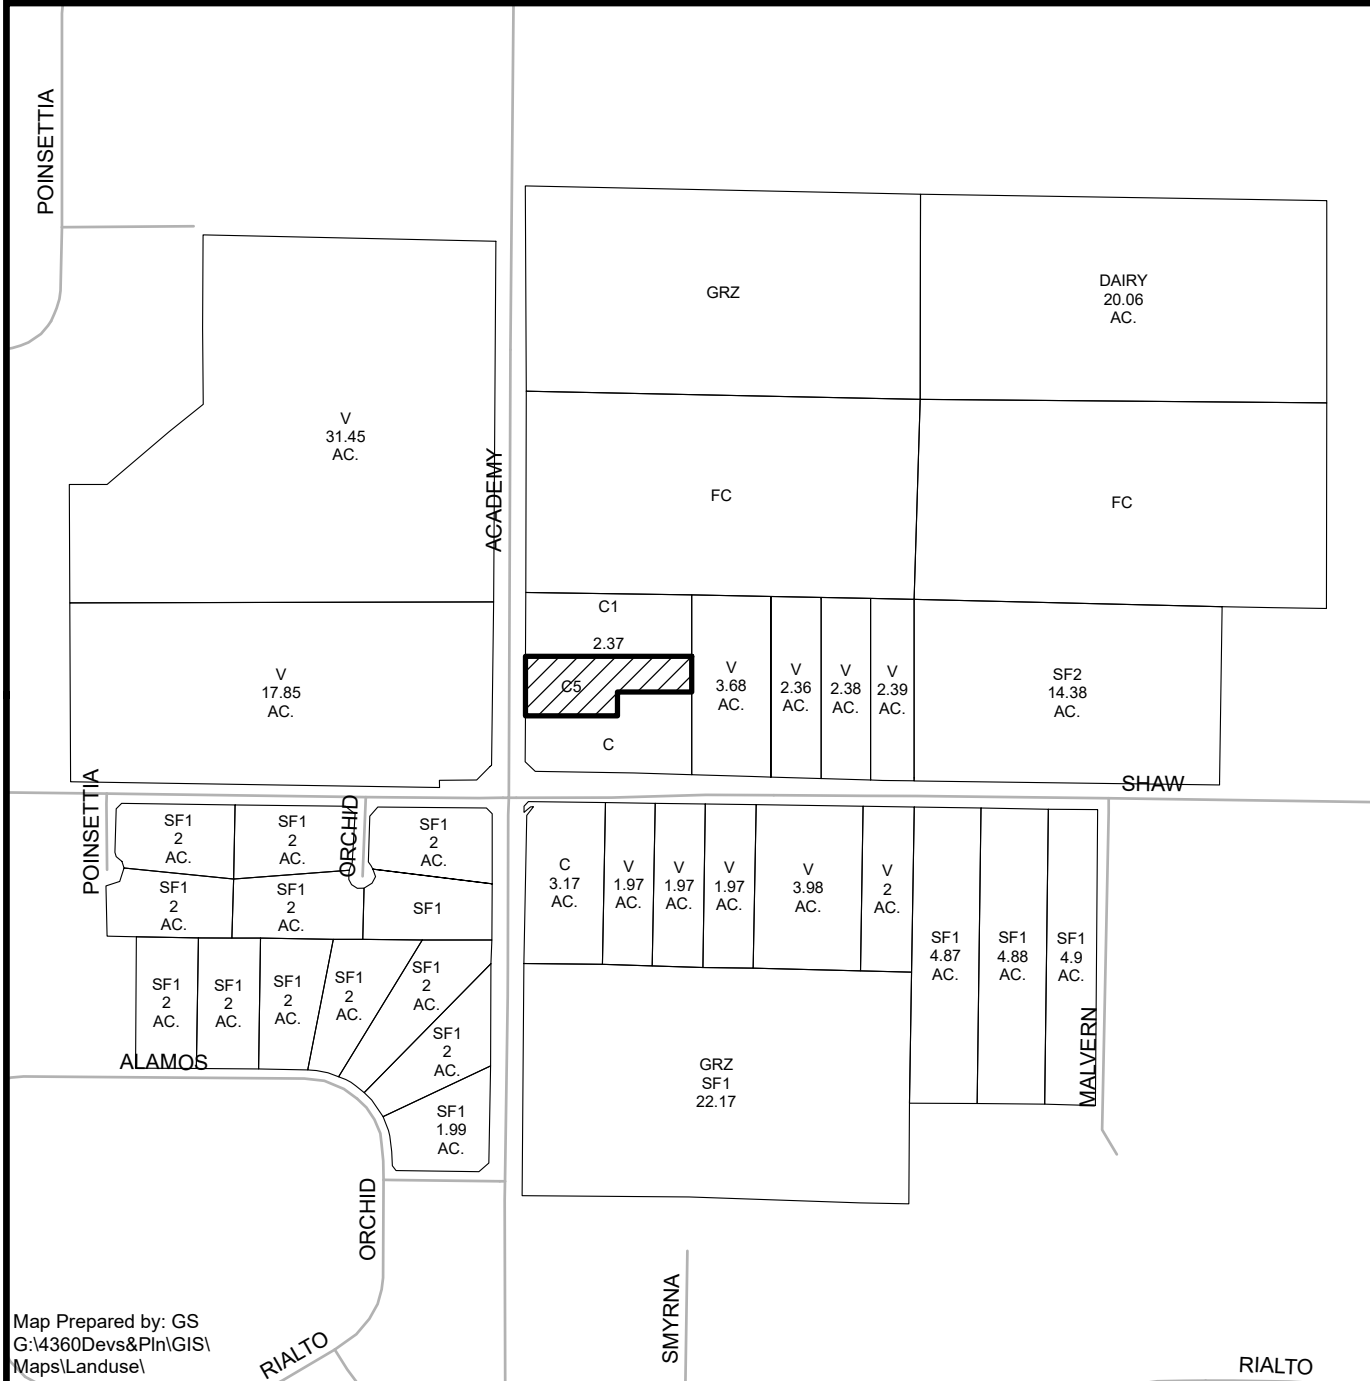 POINSETTIA
GRZ
DAIRY
20.06
AC.
V
31.45
AC.
ACADEMY
FC
FC
C1
2.37
C5
C
V
17.85
AC.
V
3.68
AC.
V
2.36
AC.
V
2.38
AC.
V
2.39
AC.
SF2
14.38
AC.
SHAW
POINSETTIA
ORCHID
SF1
2
AC.
SF1
2
AC.
SF1
2
AC.
SF1
2
AC.
SF1
2
AC.
SF1
C
3.17
AC.
V
1.97
AC.
V
1.97
AC.
V
1.97
AC.
V
3.98
AC.
V
2
AC.
SF1
4.87
AC.
SF1
4.88
AC.
SF1
4.9
AC.
MALVERN
SF1
2
AC.
SF1
2
AC.
SF1
2
AC.
SF1
2
AC.
SF1
2
AC.
SF1
2
AC.
SF1
1.99
AC.
ALAMOS
GRZ
SF1
22.17
ORCHID
SMYRNA
Map Prepared by: GS
G:\4360Devs&Pln\GIS\
Maps\Landuse\
RIALTO
RIALTO